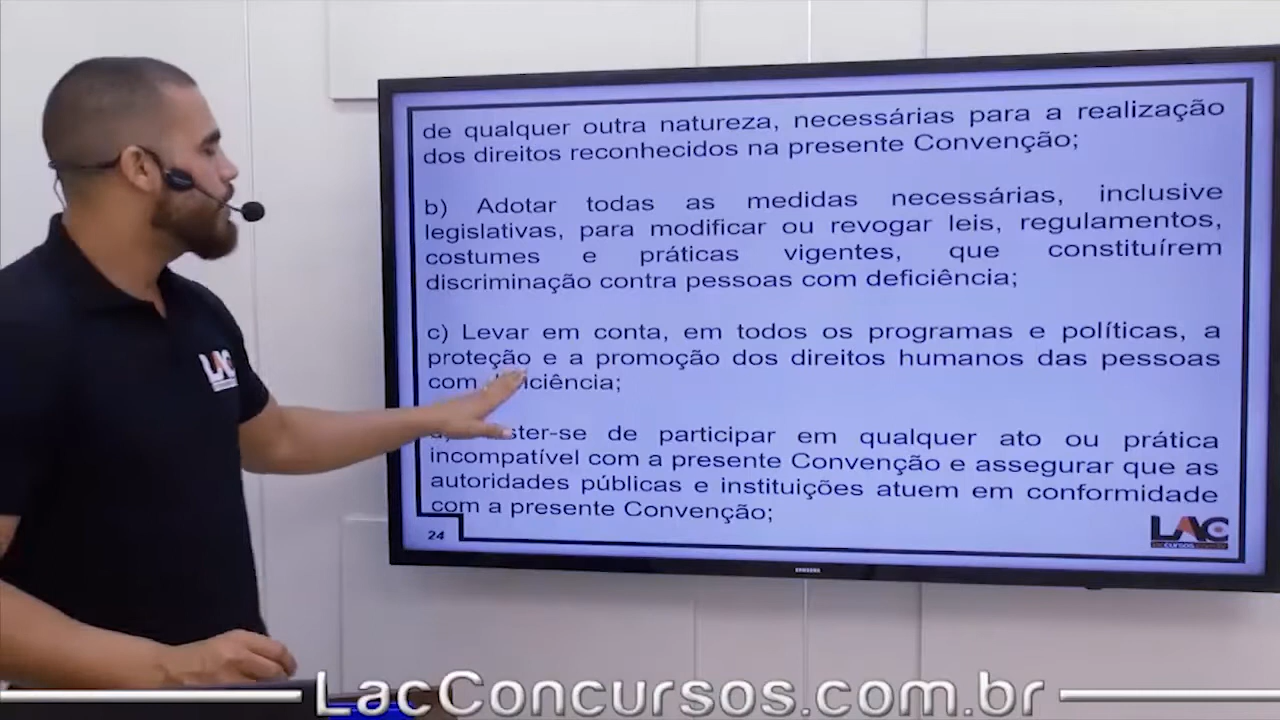 de qualquer outra natureza, necessárias para a realização
dos direitos reconhecidos na presente Convenção;
b) Adotar todas as medidas necessárias, inclusive
legislativas, para modificar ou revogar leis, regulamentos,
costumes e práticas vigentes, que constituírem
discriminação contra pessoas com deficiência;
c) Levar em conta, em todos os programas e políticas, a
proteção e a promoção dos direitos humanos das pessoas
com
de participar em qualquer ato ou prática
incompatível com a presente Convenção e assegurar que as
autoridades públicas e instituições atuem em conformidade
com a presente Convenção;
24
LAC
SAMSUNG
LAC
LacConcursos.com.br